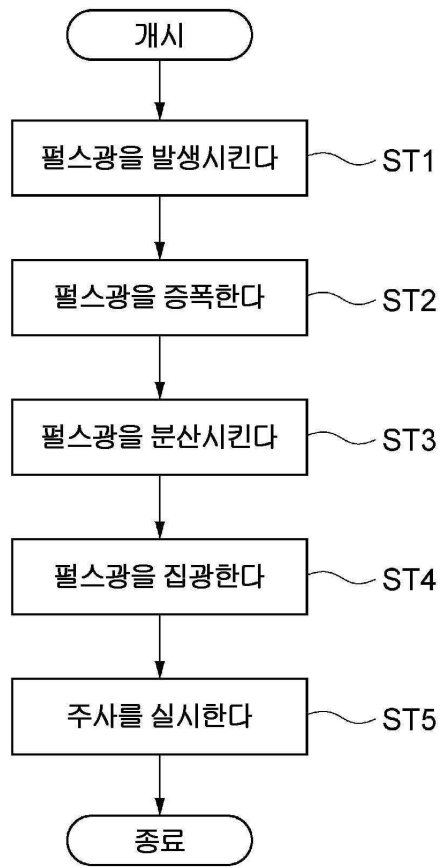 개시
펄스광을 발생시킨다
ST1
펄스광을 증폭한다
ST2
펄스광을 분산시킨다
ST3
펄스광을 집광한다
ST4
주사를 실시한다
ST5
종료